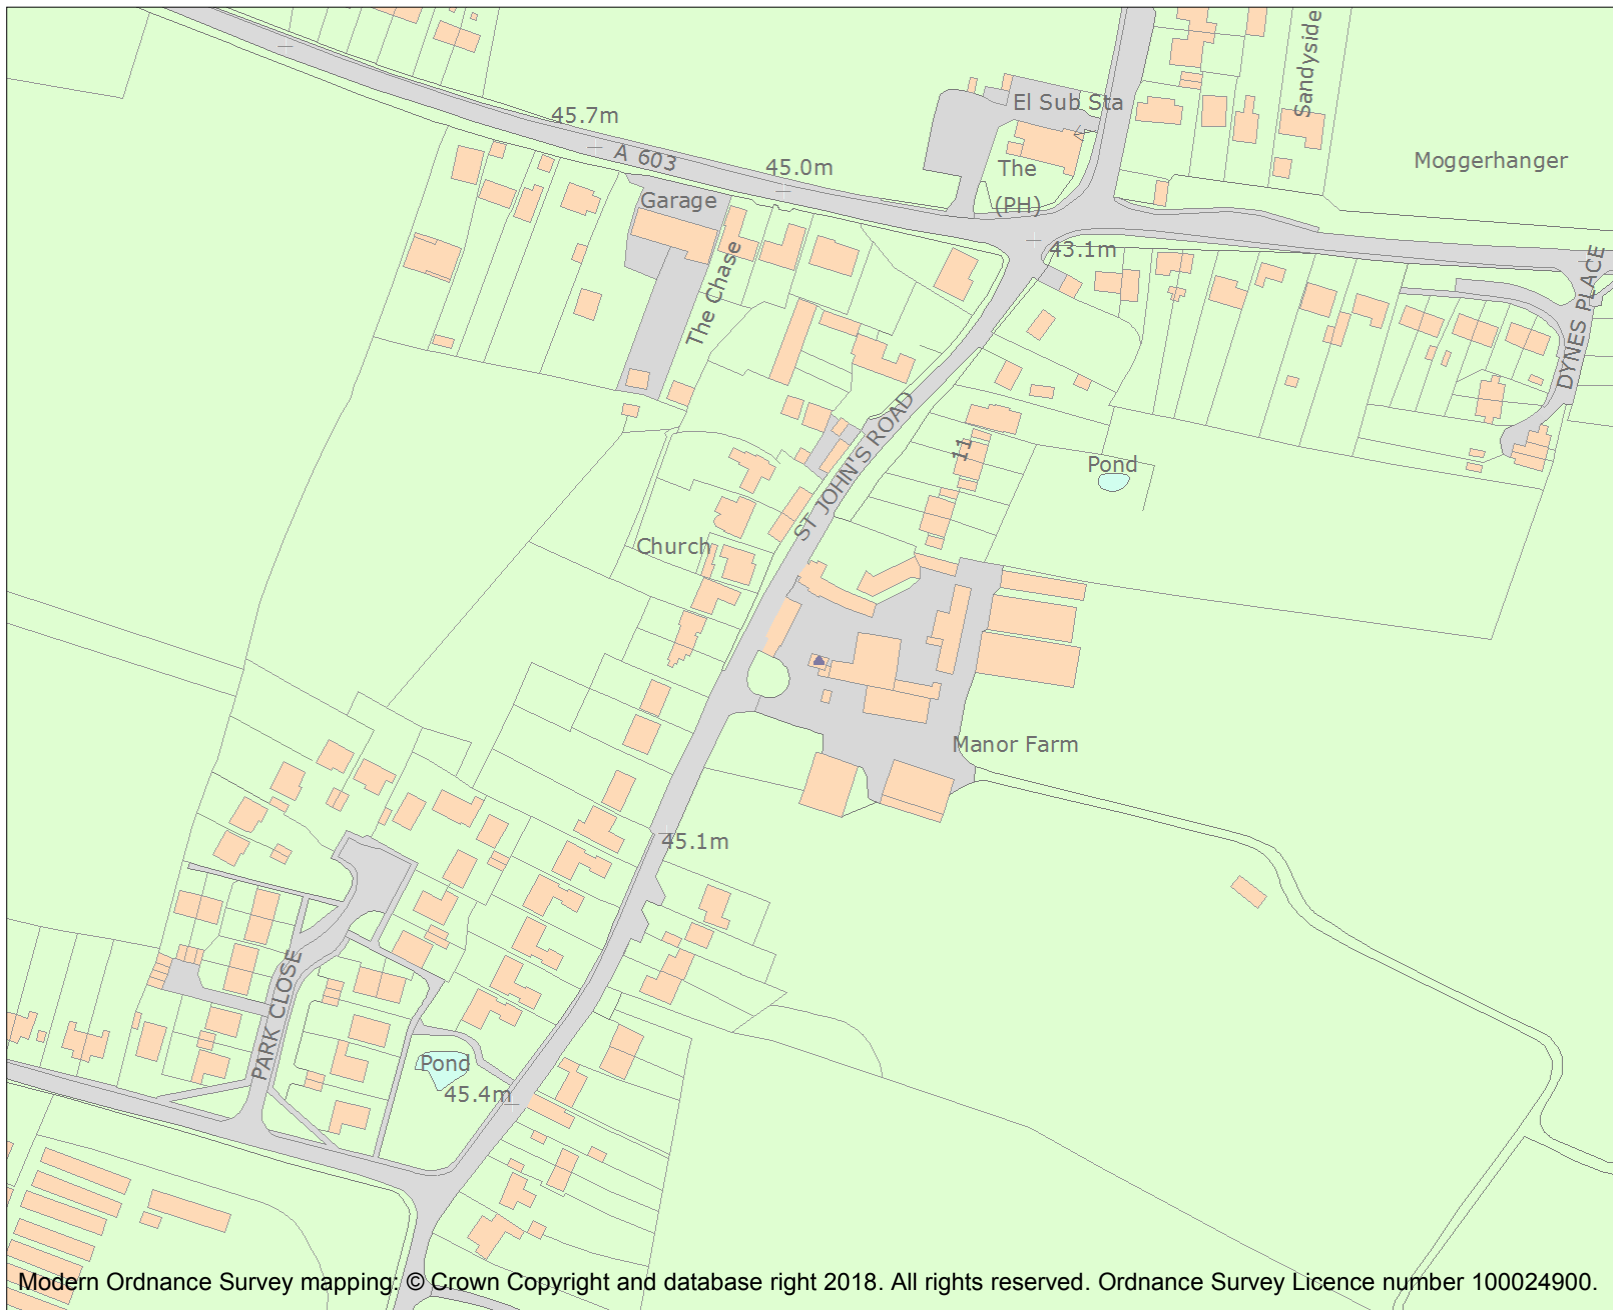 Sandyside
El Sub Sta
45.7m
A 603
45.0m
The
(PH)
Moggerhanger
Garage
43.1m
The Chase
DYNES PLACE
ST JOHN'S ROAD
11
Pond
Church
Manor Farm
45.1m
PARK CLOSE
Pond
45.4m
Modern Ordnance Survey mapping: © Crown Copyright and database right 2018. All rights reserved. Ordnance Survey Licence number 100024900.